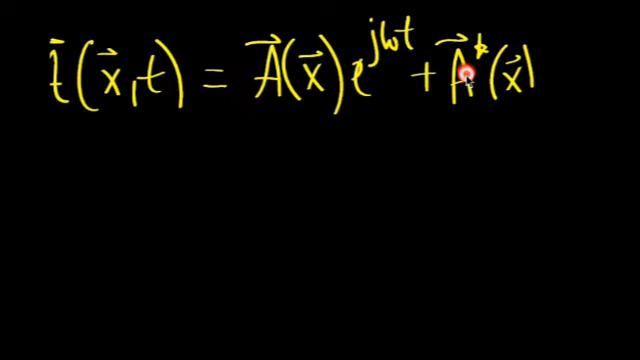 E⃗(x⃗,t) = A⃗(x⃗)e^{jωt} + A⃗*(x⃗)